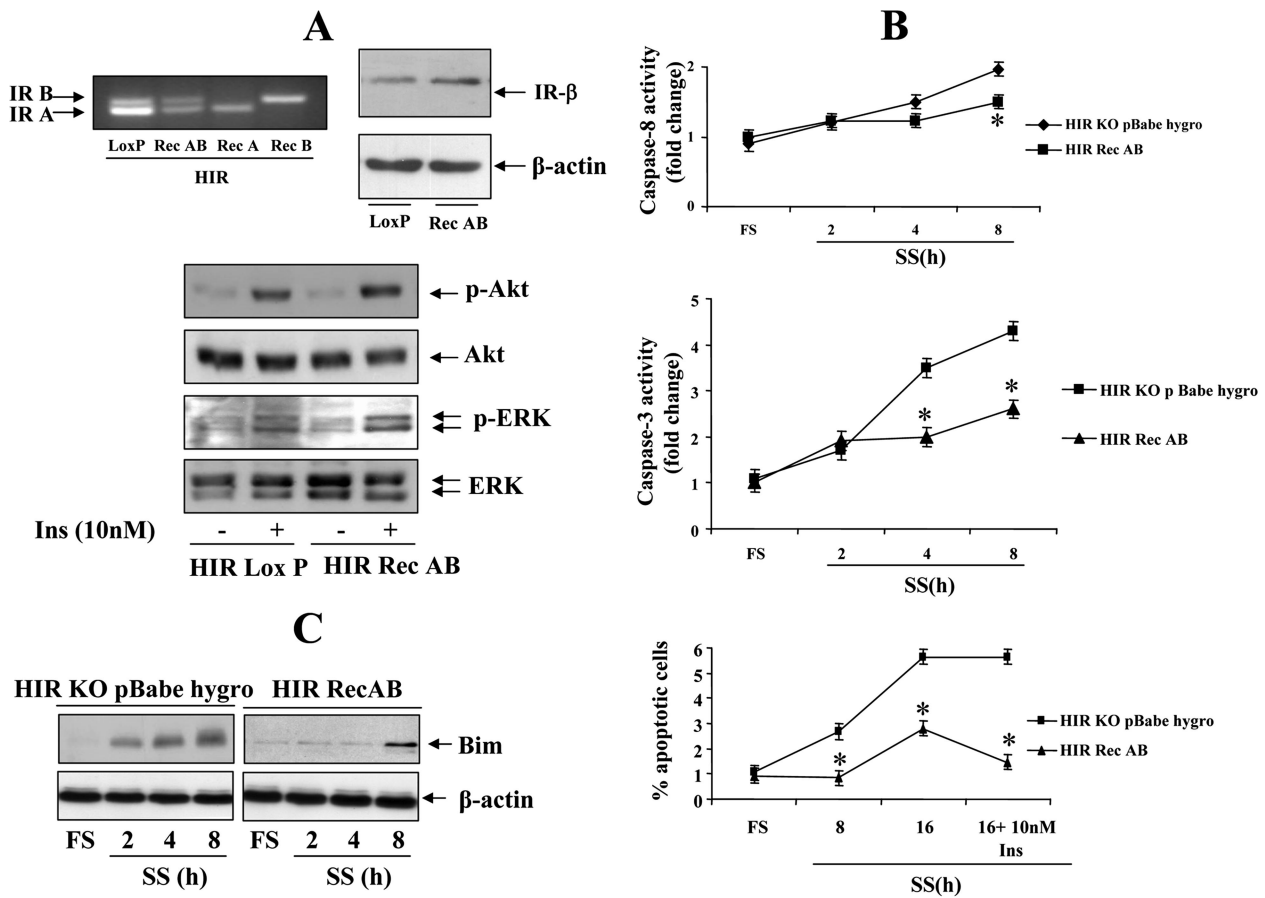 A
IR B
IR A
LoxP Rec AB Rec A Rec B
HIR
IR-β
β-actin
LoxP Rec AB
p-Akt
Akt
p-ERK
ERK
Ins (10nM) - + - +
HIR Lox P HIR Rec AB
B
Caspase-8 activity
(fold change)
2
1
0
FS 2 4 8
SS(h)
*
HIR KO pBabe hygro
HIR Rec AB
Caspase-3 activity
(fold change)
5
4
3
2
1
0
FS 2 4 8
SS(h)
* *
HIR KO p Babe hygro
HIR Rec AB
% apoptotic cells
6
5
4
3
2
1
0
FS 8 16 16+ 10nM
Ins
SS(h)
* * *
HIR KO pBabe hygro
HIR Rec AB
C
HIR KO pBabe hygro HIR RecAB
Bim
β-actin
FS 2 4 8 FS 2 4 8
SS (h) SS (h)